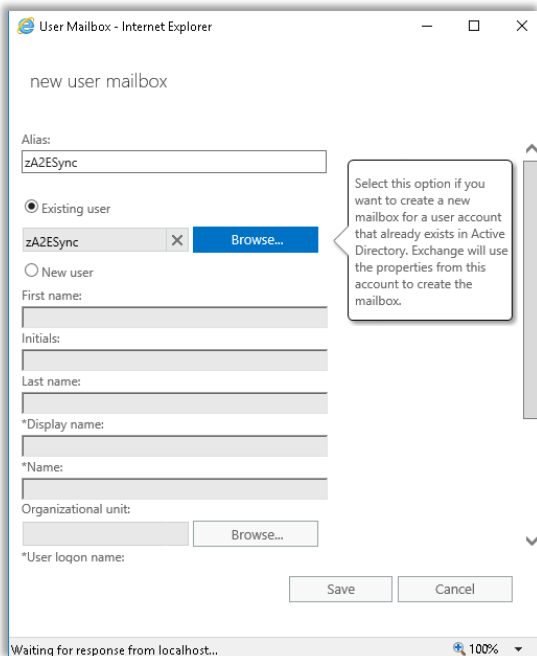 User Mailbox - Internet Explorer
new user mailbox
Alias:
zA2ESync
Existing user
zA2ESync
Browse...
Select this option if you
want to create a new
mailbox for a user account
that already exists in Active
Directory. Exchange will use
the properties from this
account to create the
mailbox.
New user
First name:
Initials:
Last name:
*Display name:
*Name:
Organizational unit:
Browse...
*User logon name:
Save
Cancel
Waiting for response from localhost...
100%